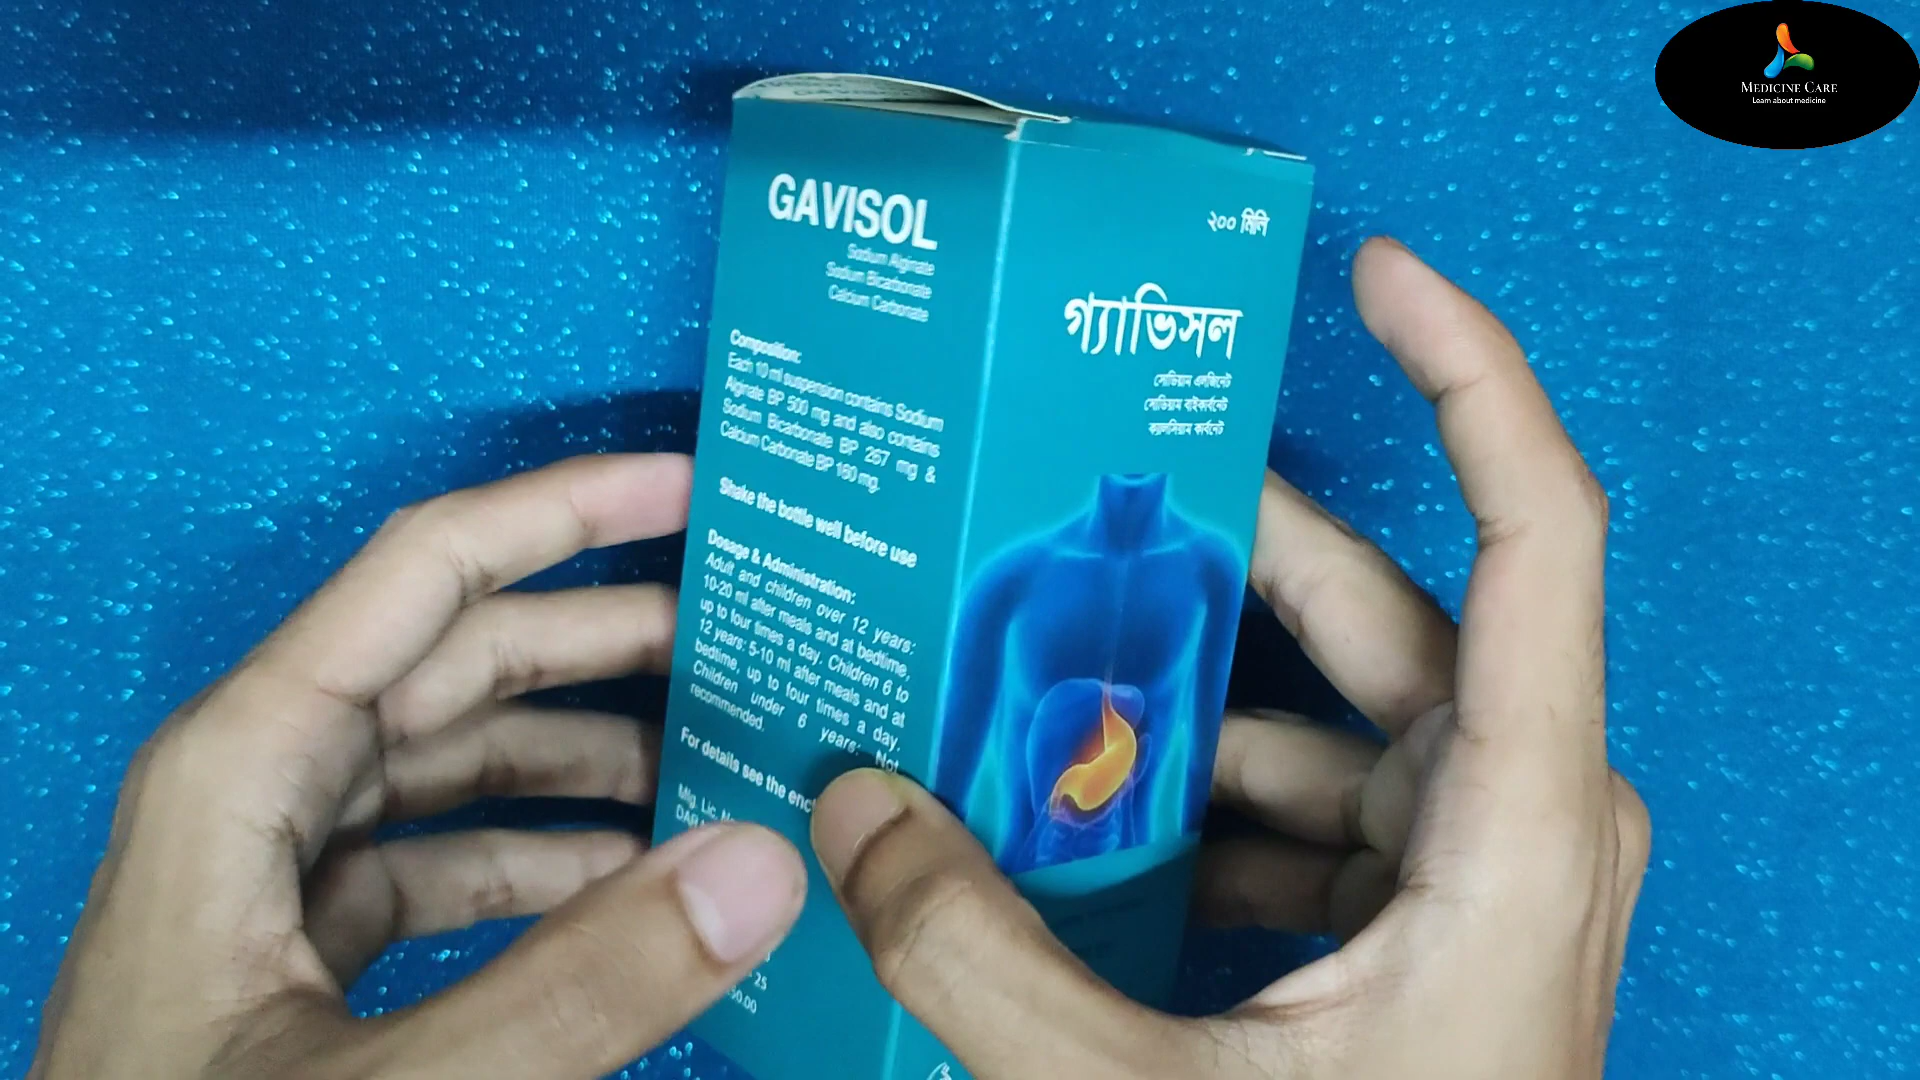 MEDICINE CARE
Learn about medicine
GAVISOL
Sodium Alginate
Sodium Bicarbonate
Calcium Carbonate
Composition:
Each 10 ml suspension contains Sodium
Alginate BP 500 mg and also contains
Sodium Bicarbonate BP 267 mg &
Calcium Carbonate BP 160 mg.
Shake the bottle well before use
Dosage & Administration:
Adult and children over 12 years:
10-20 ml after meals and at bedtime,
up to four times a day. Children 6 to
12 years: 5-10 ml after meals and at
bedtime, up to four times a day.
Children under 6 years: Not
recommended.
For details see the
Mfg. Lic.
DAR
25
২০০ মিলি
গ্যাভিসল
সোডিয়াম এলজিনেট
সোডিয়াম বাইকার্বনেট
ক্যালসিয়াম কার্বনেট